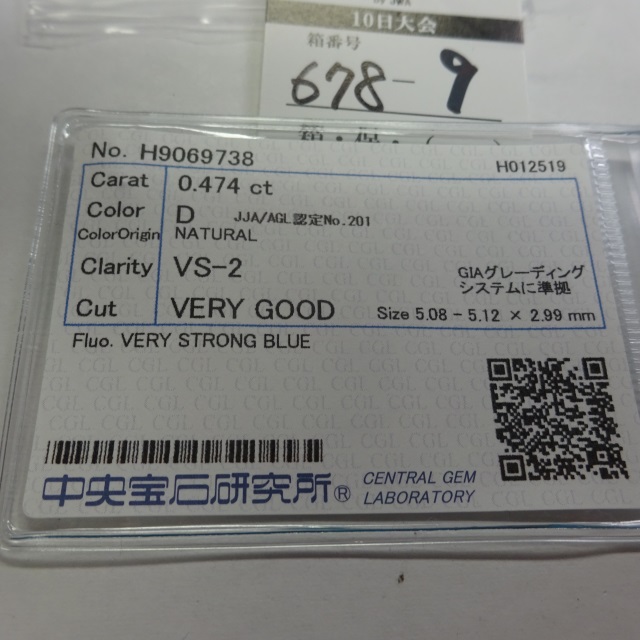 10日大会
箱番号
678-9
No. H9069738
H012519
Carat 0.474 ct
Color D JJA/AGL認定No.201
ColorOrigin NATURAL
Clarity VS-2
GIAグレーディング
システムに準拠
Cut VERY GOOD Size 5.08 - 5.12 × 2.99 mm
Fluo. VERY STRONG BLUE
中央宝石研究所®
CENTRAL GEM
LABORATORY